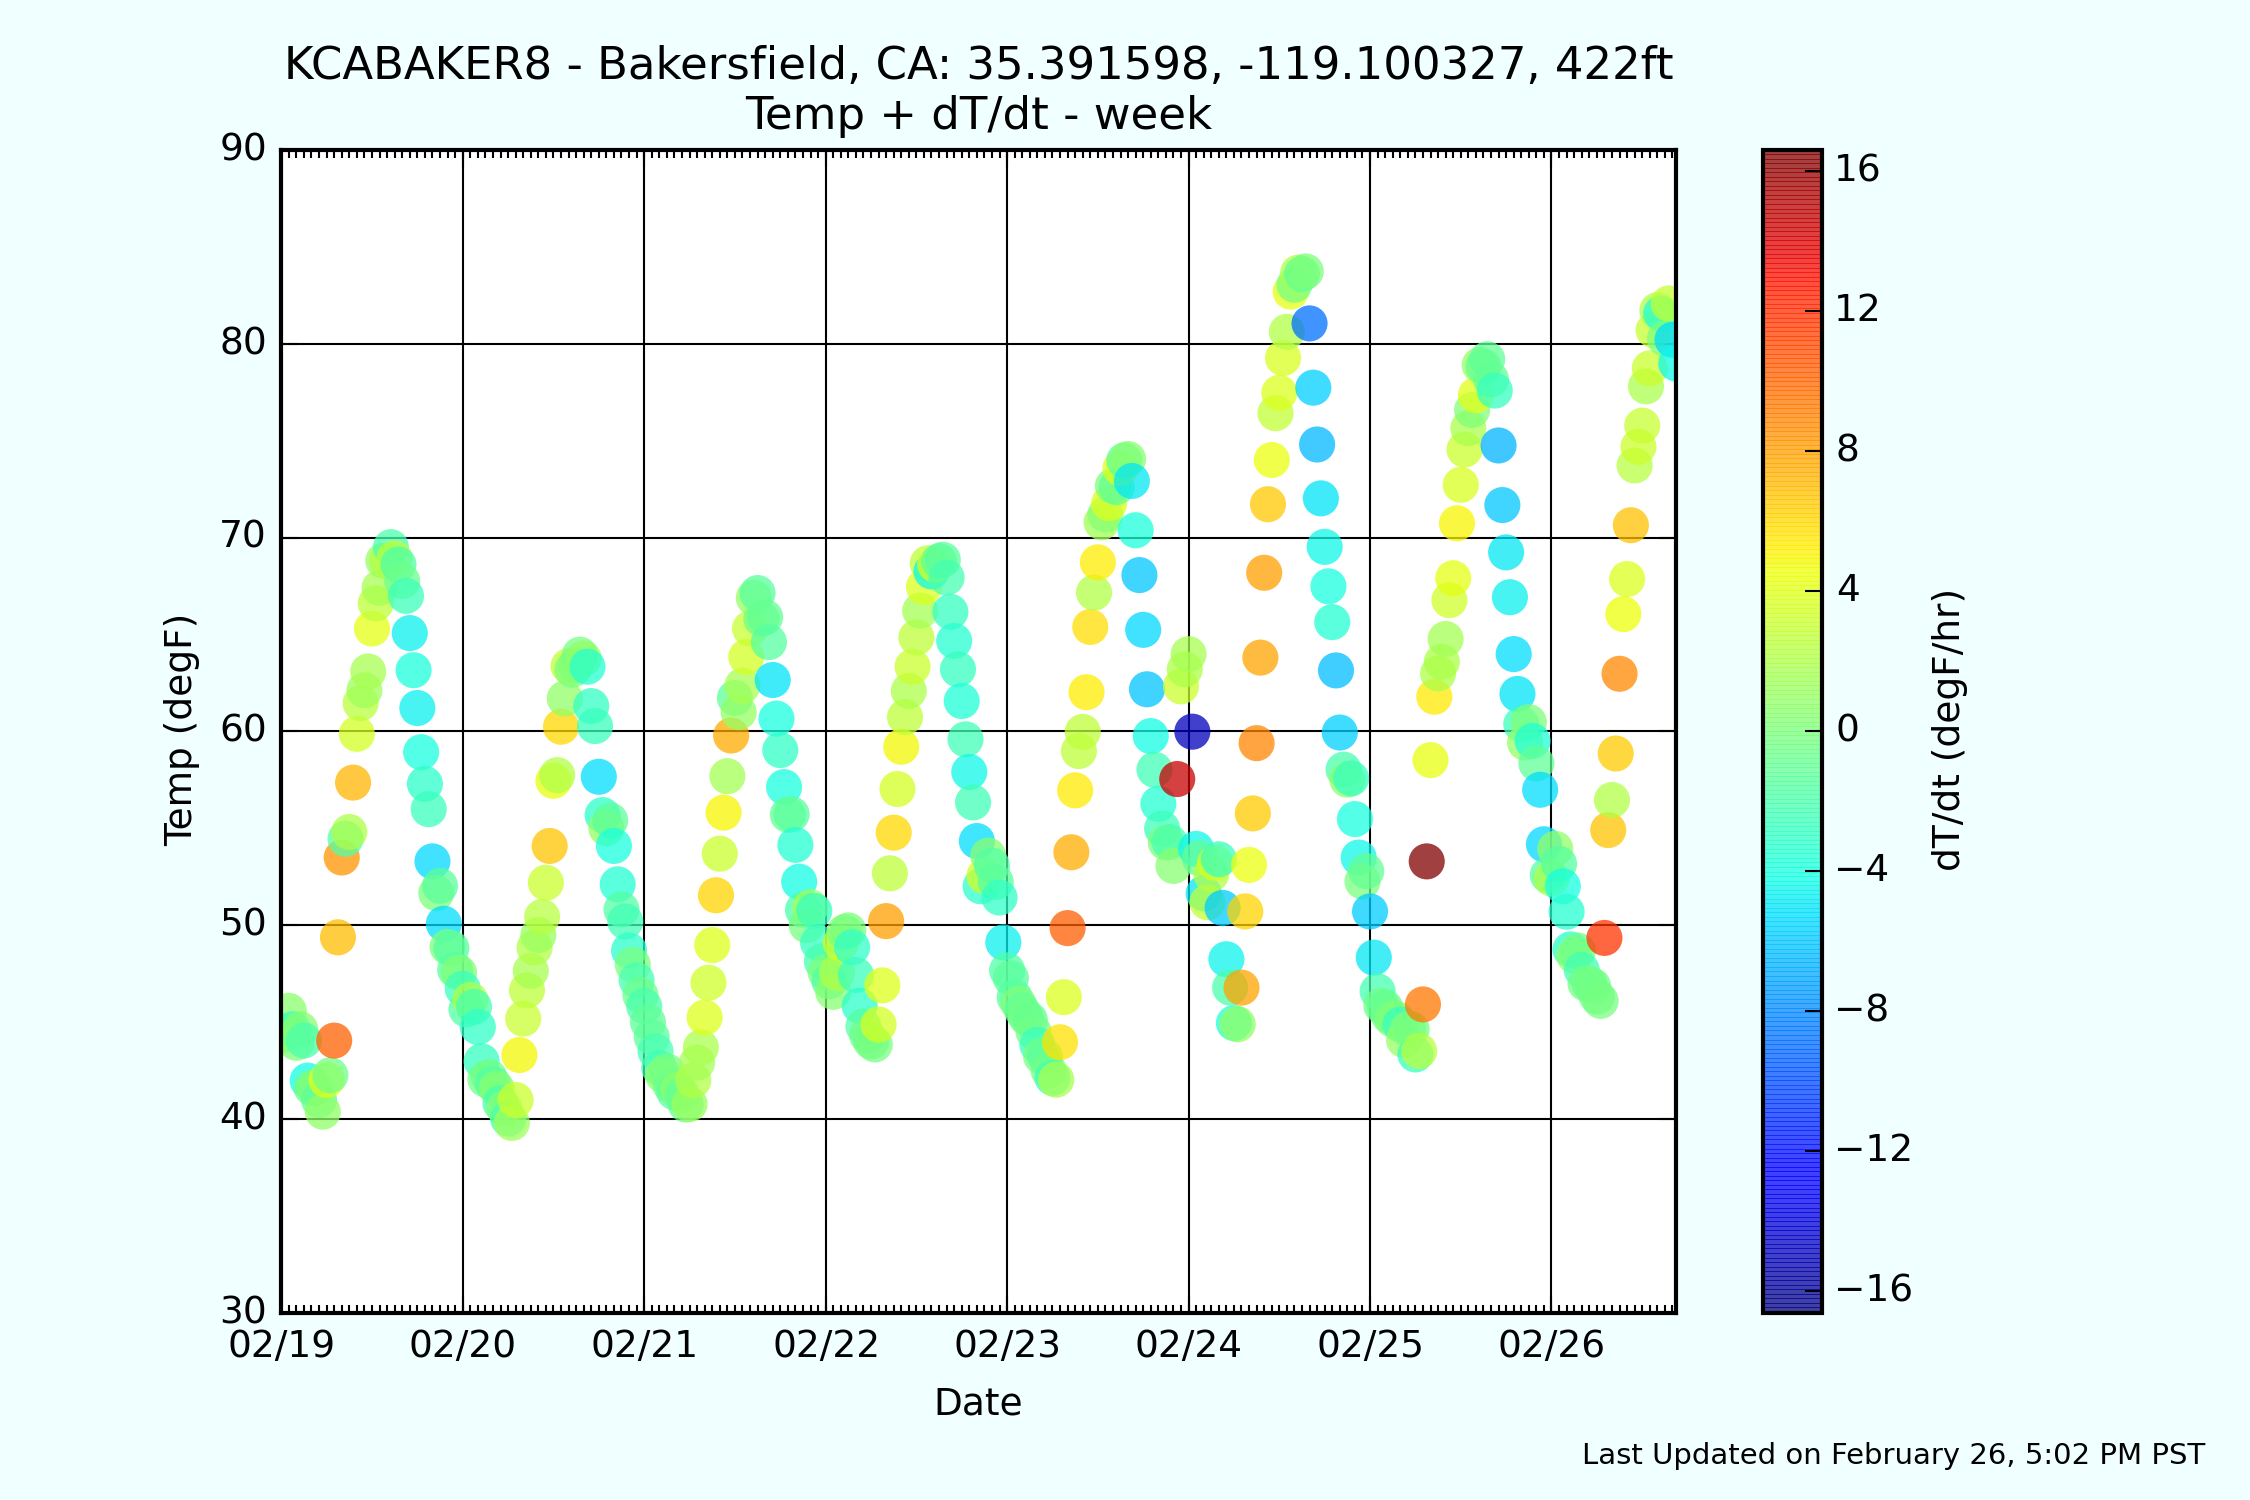 KCABAKER8 - Bakersfield, CA: 35.391598, -119.100327, 422ft
Temp + dT/dt - week
90
80
70
60
50
40
30
Temp (degF)
02/19 02/20 02/21 02/22 02/23 02/24 02/25 02/26
Date
16
12
8
4
0
−4
−8
−12
−16
dT/dt (degF/hr)
Last Updated on February 26, 5:02 PM PST